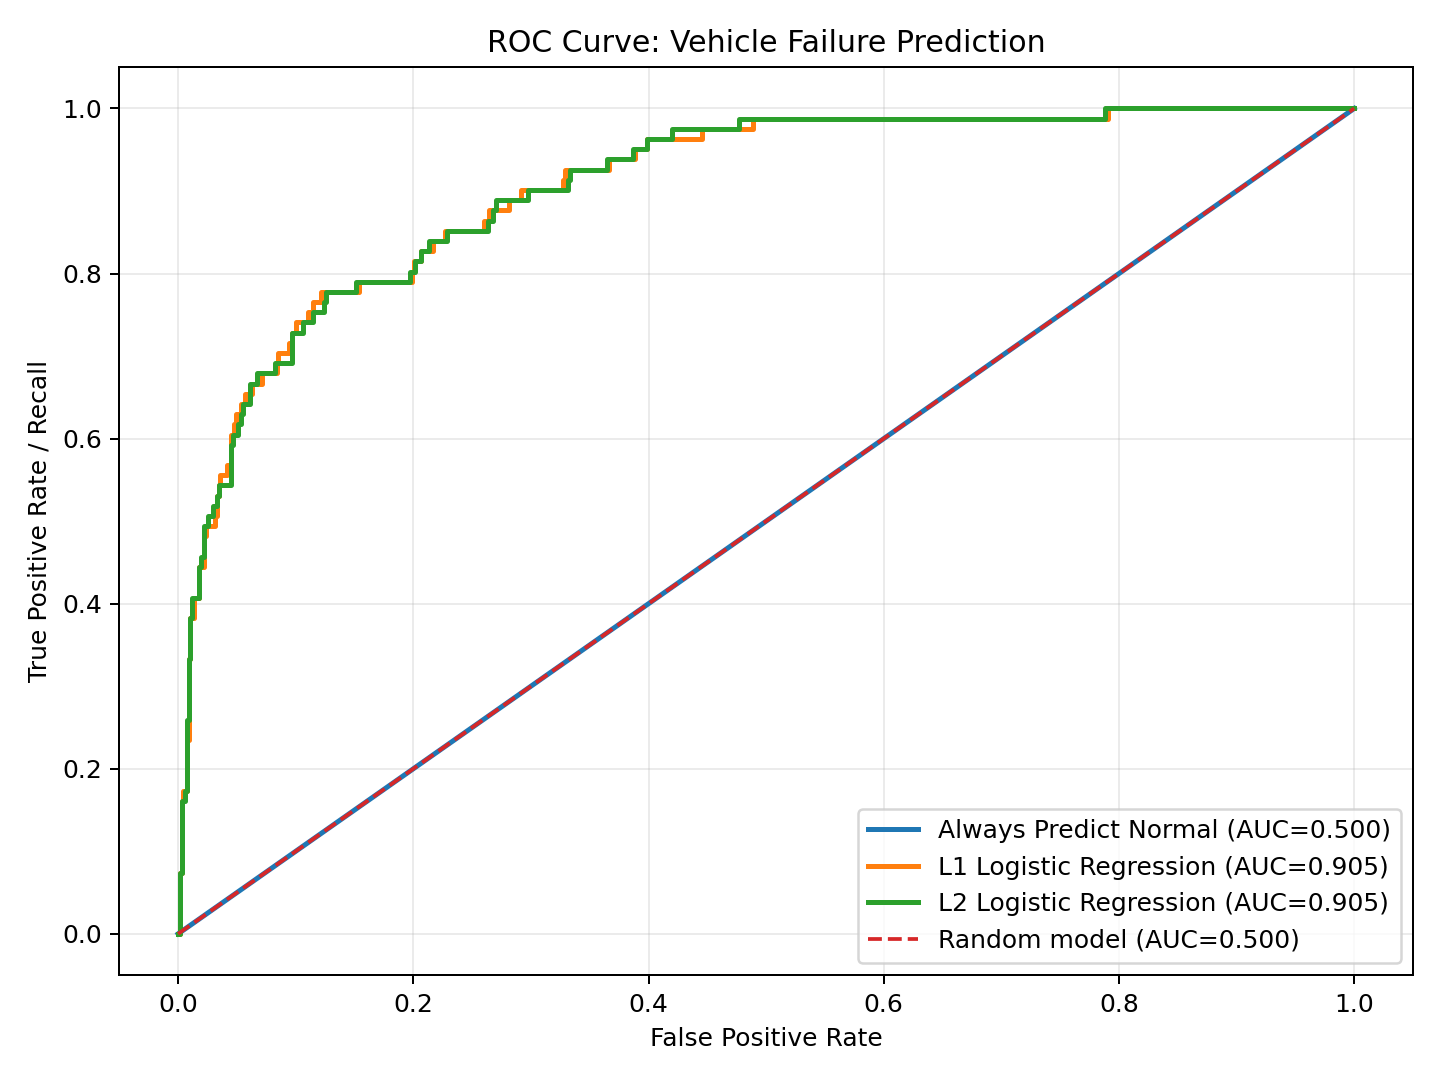 ROC Curve: Vehicle Failure Prediction
True Positive Rate / Recall
1.0
0.8
0.6
0.4
0.2
0.0
Always Predict Normal (AUC=0.500)
L1 Logistic Regression (AUC=0.905)
L2 Logistic Regression (AUC=0.905)
Random model (AUC=0.500)
0.0 0.2 0.4 0.6 0.8 1.0
False Positive Rate